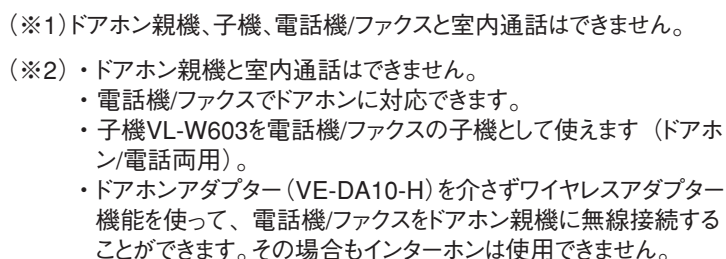 （※1）ドアホン親機、子機、電話機/ファクスと室内通話はできません。
（※2）・ドアホン親機と室内通話はできません。
・電話機/ファクスでドアホンに対応できます。
・子機VL-W603を電話機/ファクスの子機として使えます（ドアホ
ン/電話両用）。
・ドアホンアダプター（VE-DA10-H）を介さずワイヤレスアダプター
機能を使って、電話機/ファクスをドアホン親機に無線接続する
ことができます。その場合もインターホンは使用できません。